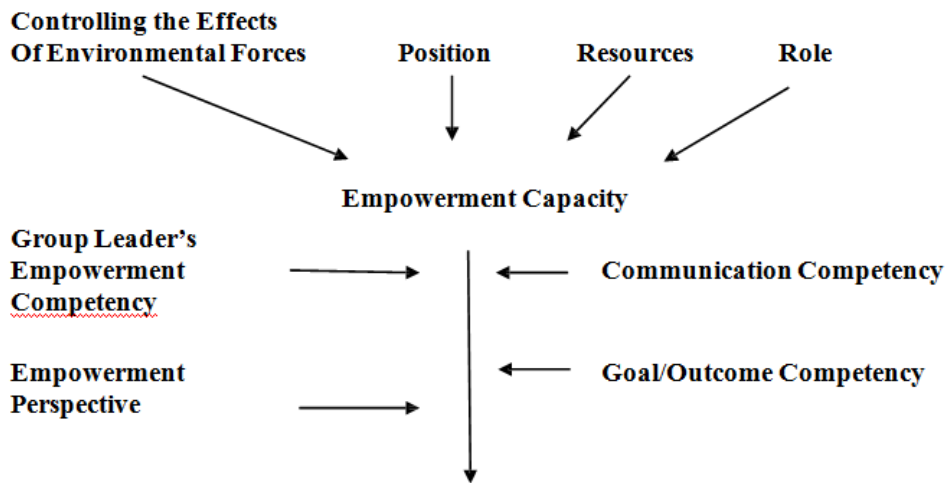 Controlling the Effects
Of Environmental Forces
Position
Resources
Role
Empowerment Capacity
Group Leader's
Empowerment
Competency
Communication Competency
Empowerment
Perspective
Goal/Outcome Competency